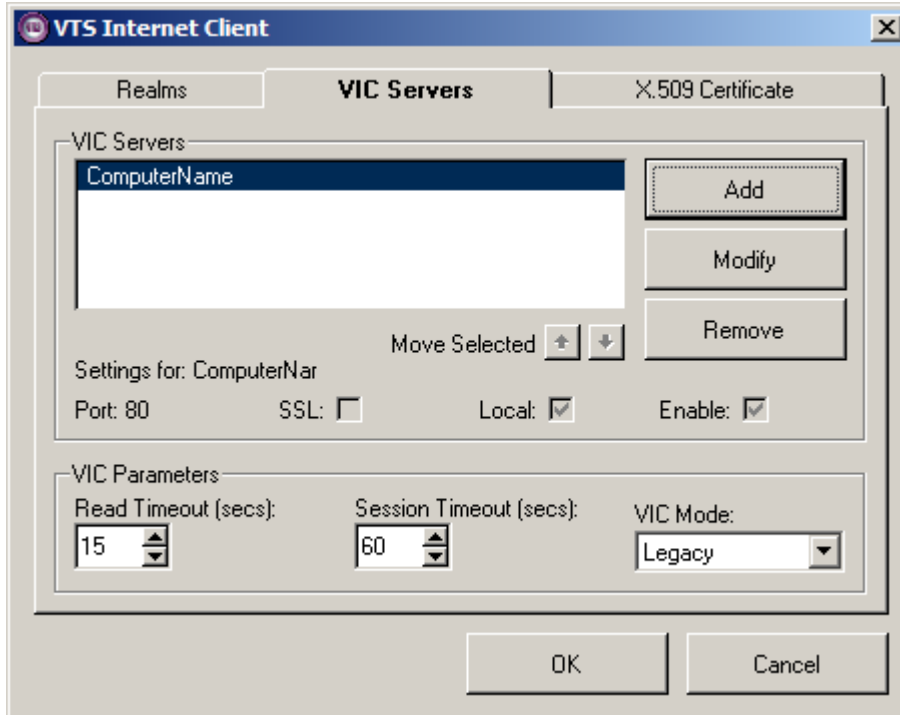 VTS Internet Client
Realms VIC Servers X.509 Certificate
VIC Servers
ComputerName
Add
Modify
Remove
Move Selected
Settings for: ComputerNar
Port: 80 SSL: Local: Enable:
VIC Parameters
Read Timeout (secs): Session Timeout (secs): VIC Mode:
15 60 Legacy
OK Cancel